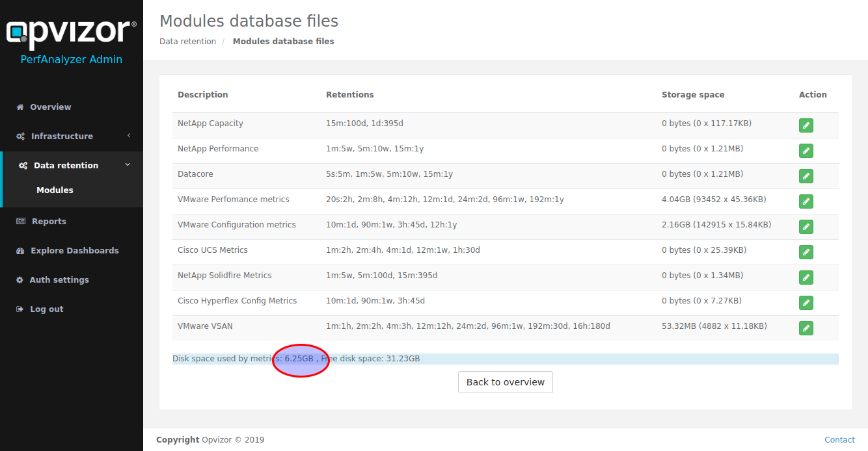 opvizor®
PerfAnalyzer Admin
Overview
Infrastructure
Data retention
Modules
Reports
Explore Dashboards
Auth settings
Log out
Modules database files
Data retention / Modules database files
Description Retentions Storage space Action
NetApp Capacity 15m:100d, 1d:395d 0 bytes (0 x 117.17KB)
NetApp Performance 1m:5w, 5m:10w, 15m:1y 0 bytes (0 x 1.21MB)
Datacore 5s:5m, 1m:5w, 5m:10w, 15m:1y 0 bytes (0 x 1.21MB)
VMware Perfomance metrics 20s:2h, 2m:8h, 4m:12h, 12m:1d, 24m:2d, 96m:1w, 192m:1y 4.04GB (93452 x 45.36KB)
VMware Configuration metrics 10m:1d, 90m:1w, 3h:45d, 12h:1y 2.16GB (142915 x 15.84KB)
Cisco UCS Metrics 1m:2h, 2m:4h, 4m:1d, 12m:1w, 1h:30d 0 bytes (0 x 25.39KB)
NetApp Solidfire Metrics 1m:5w, 5m:100d, 15m:395d 0 bytes (0 x 1.34MB)
Cisco Hyperflex Config Metrics 10m:1d, 90m:1w, 3h:45d 0 bytes (0 x 7.27KB)
VMware VSAN 1m:1h, 2m:2h, 4m:3h, 12m:12h, 24m:2d, 96m:1w, 192m:30d, 16h:180d 53.32MB (4882 x 11.18KB)
Disk space used by metrics: 6.25GB , Free disk space: 31.23GB
Back to overview
Copyright Opvizor © 2019 Contact